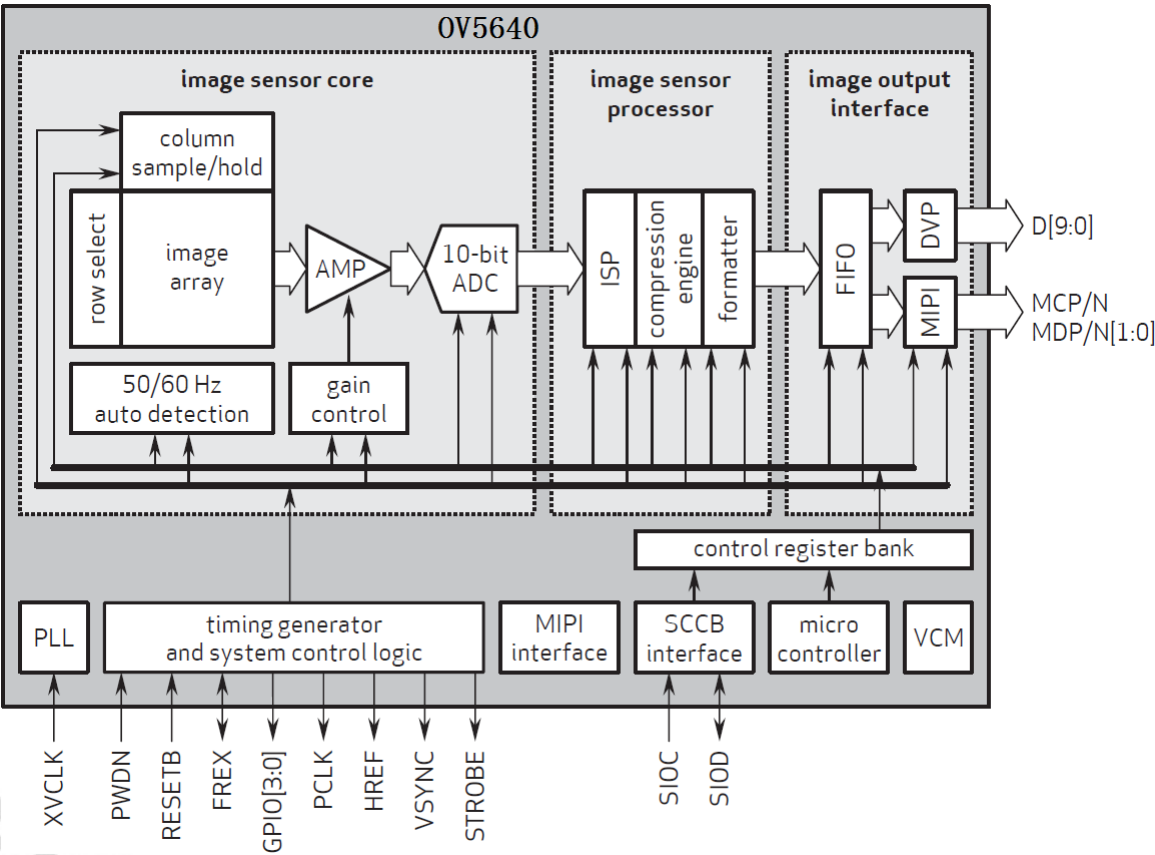 OV5640
image sensor core
image sensor
processor
image output
interface
column
sample/hold
row select
image
array
AMP
10-bit
ADC
ISP
compression
engine
formatter
FIFO
DVP
MIPI
D[9:0]
MCP/N
MDP/N[1:0]
50/60 Hz
auto detection
gain
control
control register bank
PLL
timing generator
and system control logic
MIPI
interface
SCCB
interface
micro
controller
VCM
XVCLK
PWDN
RESETB
FREX
GPIO[3:0]
PCLK
HREF
VSYNC
STROBE
SIOC
SIOD